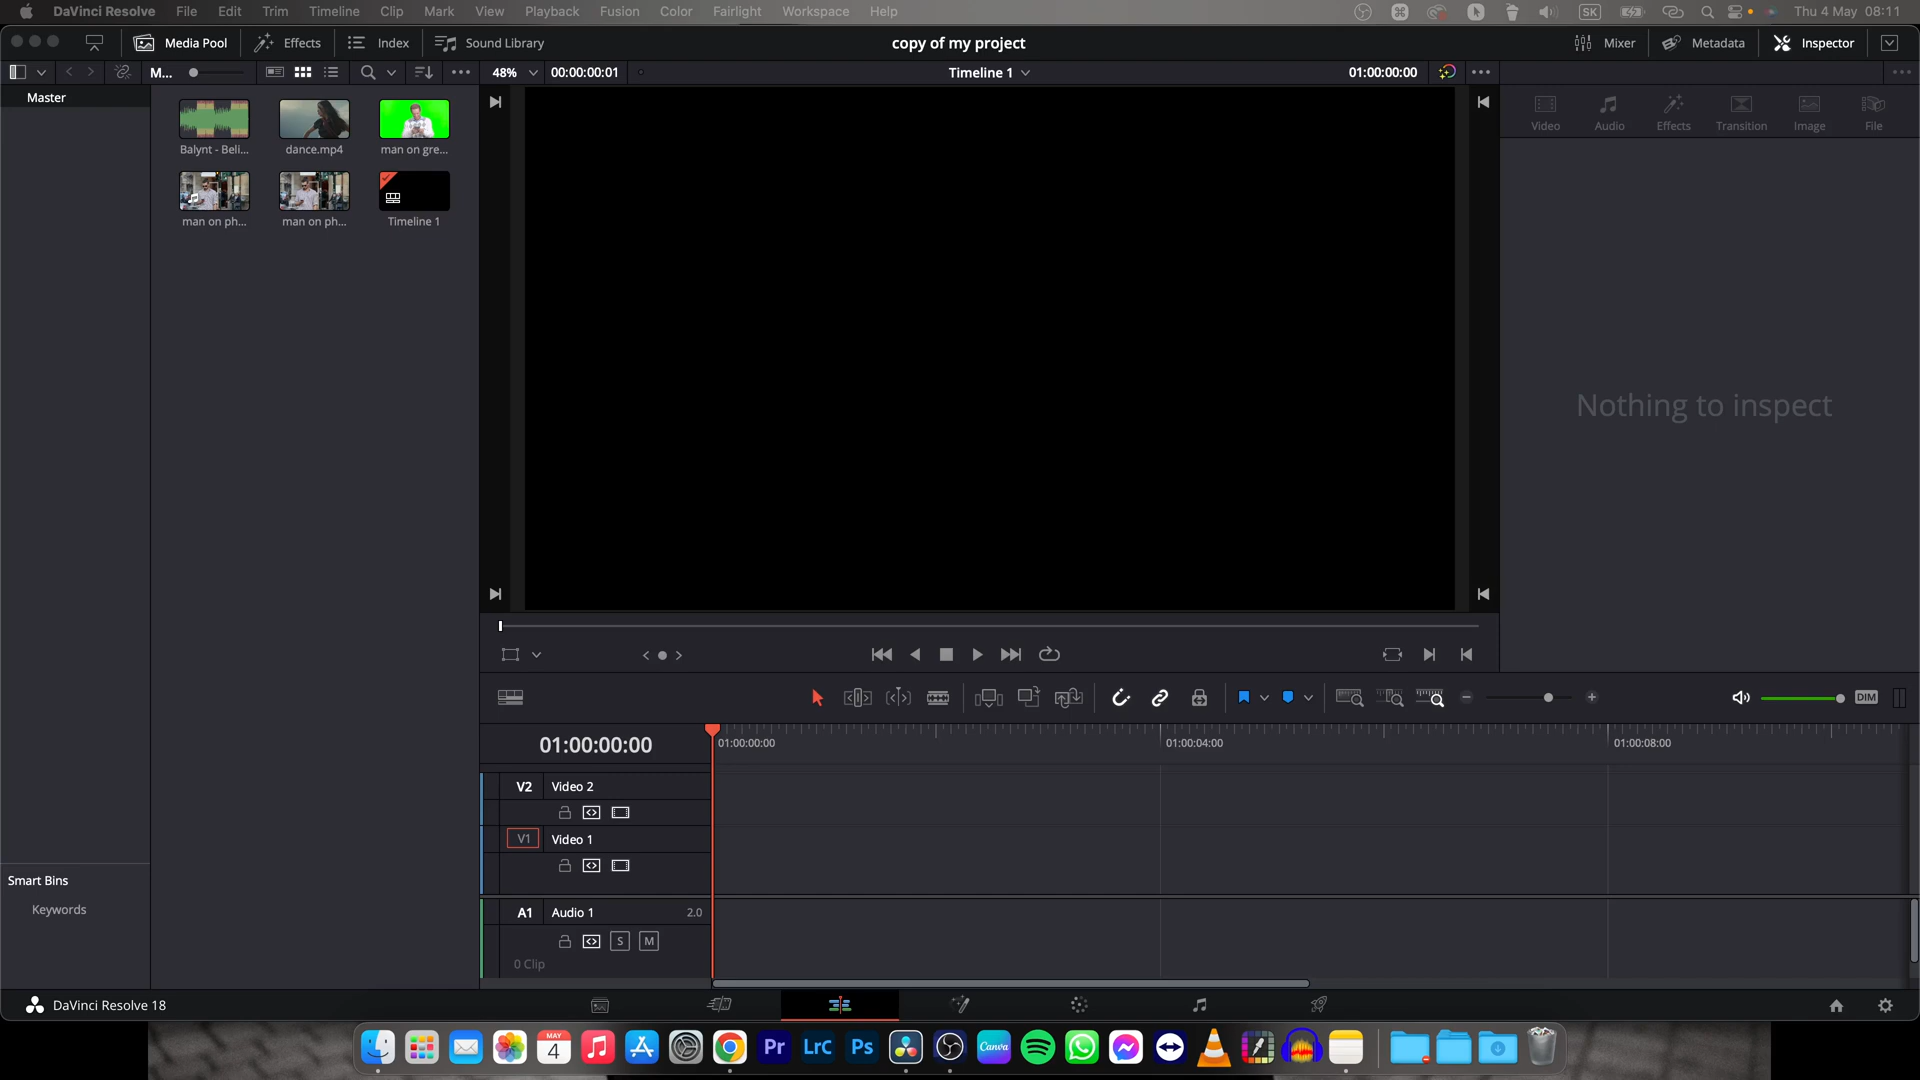 DaVinci Resolve File Edit Trim Timeline Clip Mark View Playback Fusion Color Fairlight Workspace Help SK Thu 4 May 08:11
Media Pool Effects Index Sound Library copy of my project Mixer Metadata Inspector
M... 48% 00:00:00:01 Timeline 1 01:00:00:00
Master
Balynt - Beli... dance.mp4 man on gre...
man on ph... man on ph... Timeline 1
Video Audio Effects Transition Image File
Nothing to inspect
DIM
01:00:00:00 01:00:00:00 01:00:04:00 01:00:08:00
V2 Video 2
V1 Video 1
Smart Bins
Keywords
A1 Audio 1 2.0
S M
0 Clip
DaVinci Resolve 18
MAY
4
Pr LrC Ps Canva